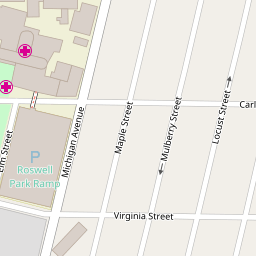 Carl
Maple Street
Mulberry Street
Locust Street
Michigan Avenue
Elm Street
P
Roswell
Park Ramp
Virginia Street